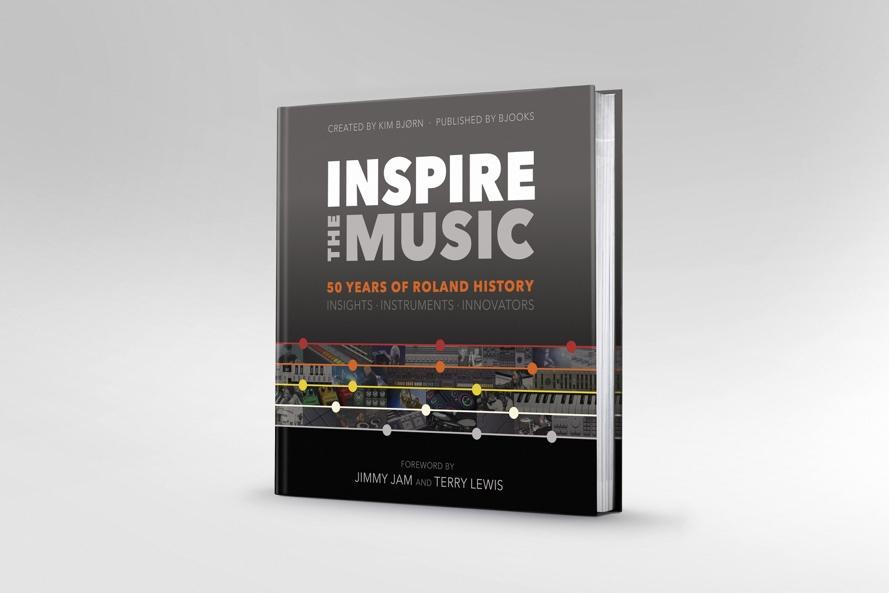 CREATED BY KIM BJØRN · PUBLISHED BY BJOOKS
INSPIRE
THE MUSIC
50 YEARS OF ROLAND HISTORY
INSIGHTS · INSTRUMENTS · INNOVATORS
FOREWORD BY
JIMMY JAM AND TERRY LEWIS